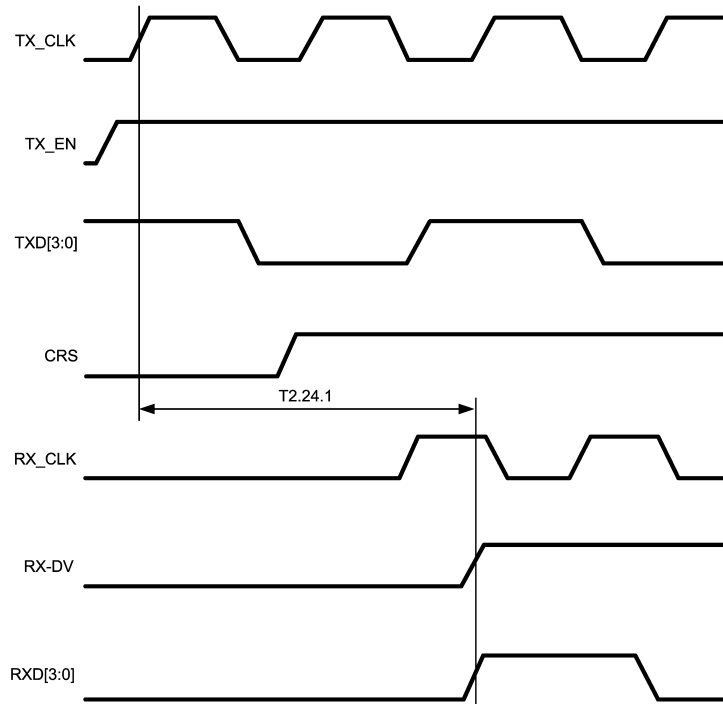 TX_CLK
TX_EN
TXD[3:0]
CRS
T2.24.1
RX_CLK
RX-DV
RXD[3:0]